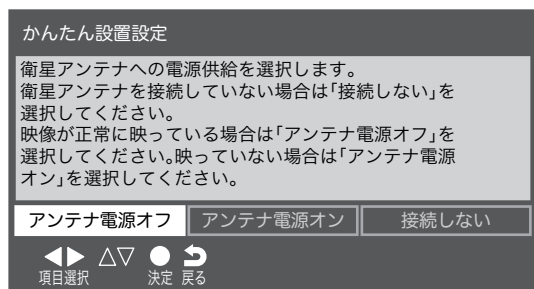 かんたん設置設定
衛星アンテナへの電源供給を選択します。
衛星アンテナを接続していない場合は「接続しない」を
選択してください。
映像が正常に映っている場合は「アンテナ電源オフ」を
選択してください。映っていない場合は「アンテナ電源
オン」を選択してください。
アンテナ電源オフ アンテナ電源オン 接続しない
項目選択 決定 戻る